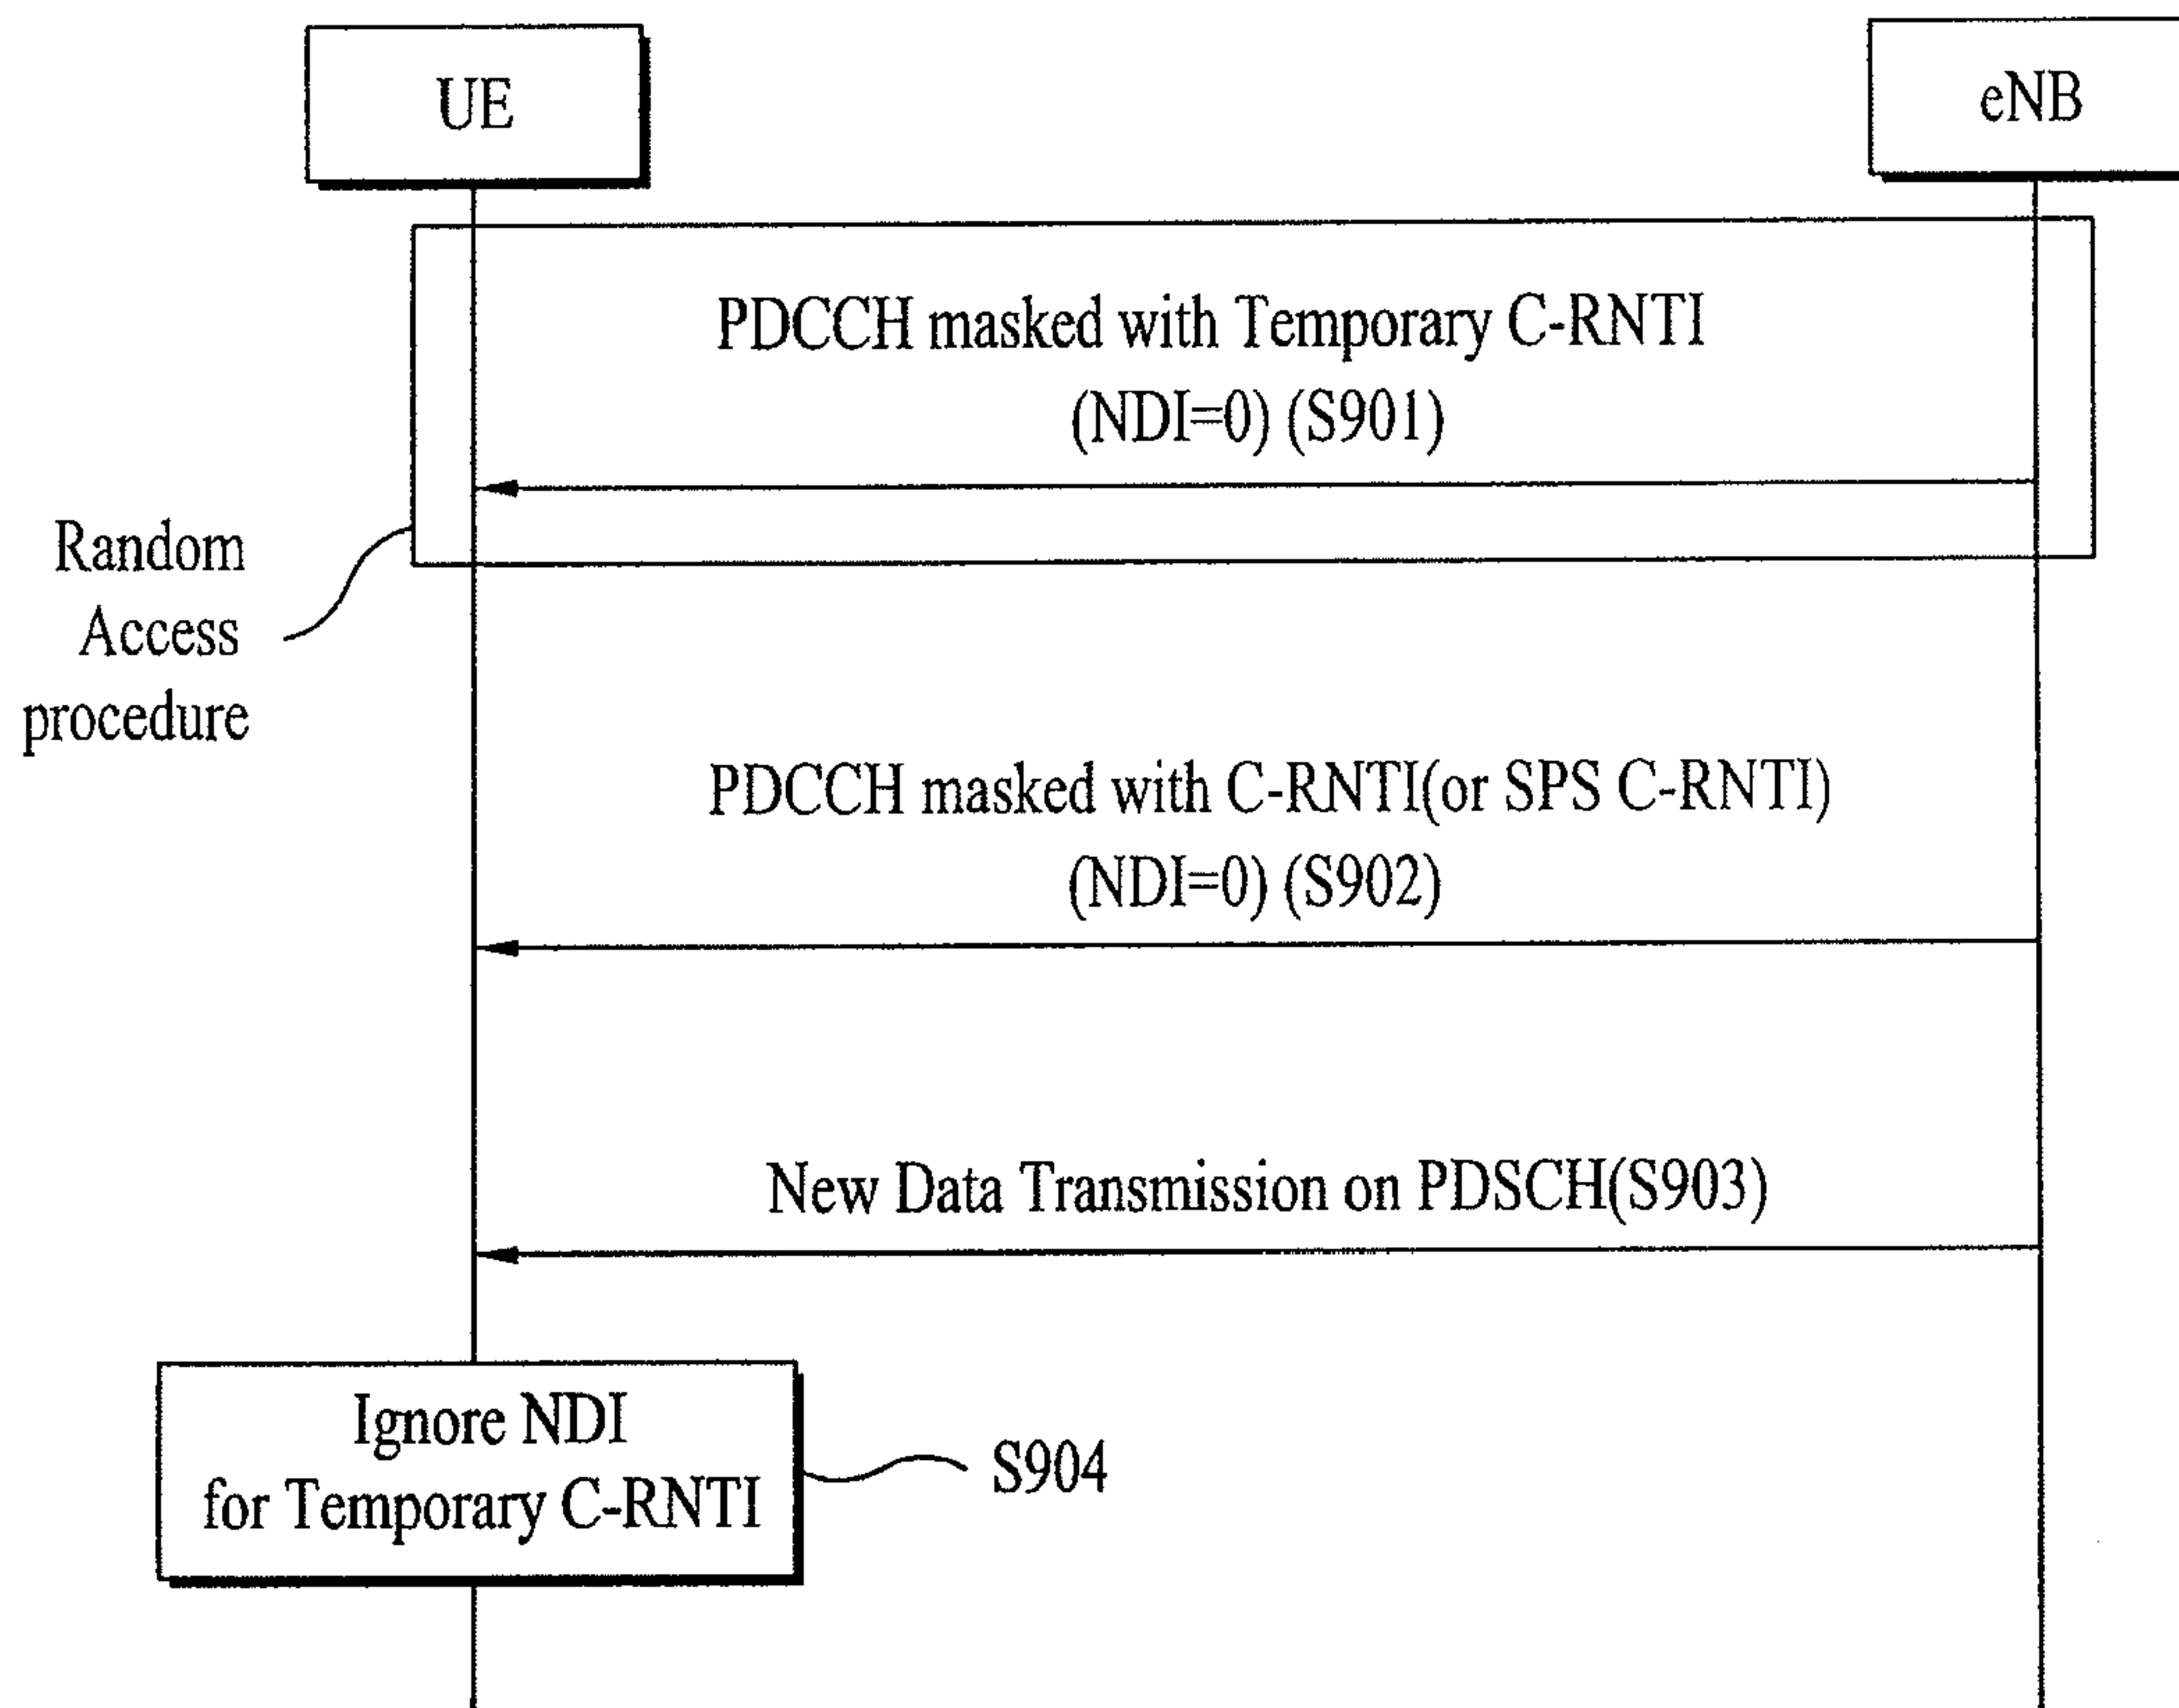 UE
eNB
PDCCH masked with Temporary C-RNTI
(NDI=0) (S901)
Random
Access
procedure
PDCCH masked with C-RNTI(or SPS C-RNTI)
(NDI=0) (S902)
New Data Transmission on PDSCH(S903)
Ignore NDI
for Temporary C-RNTI
S904